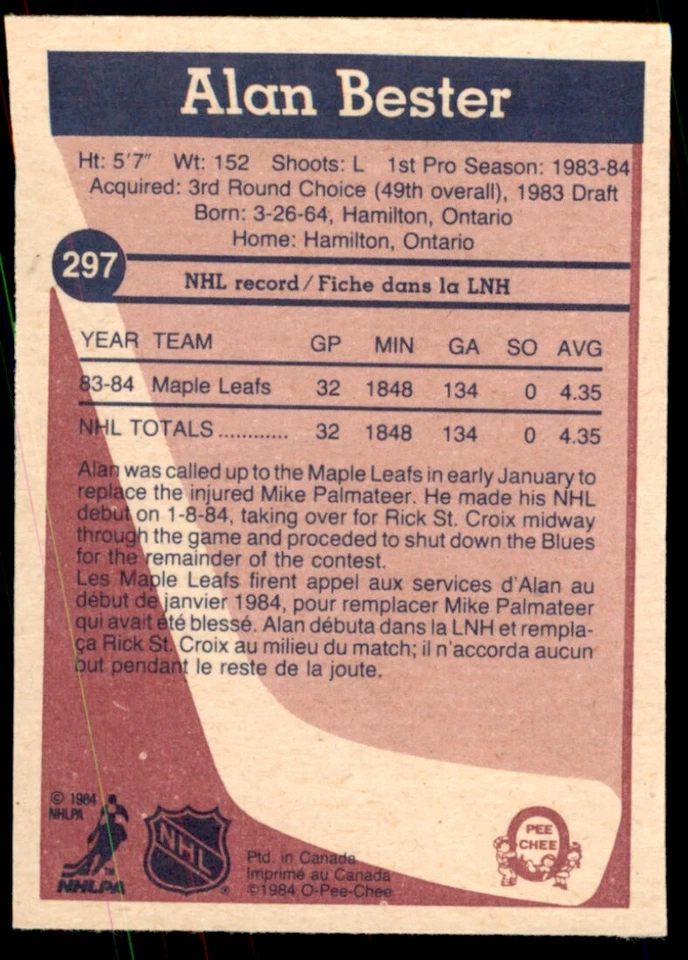 Alan Bester
Ht: 5'7" Wt: 152 Shoots: L 1st Pro Season: 1983-84
Acquired: 3rd Round Choice (49th overall), 1983 Draft
Born: 3-26-64, Hamilton, Ontario
Home: Hamilton, Ontario
297
NHL record/Fiche dans la LNH
YEAR TEAM GP MIN GA SO AVG
83-84 Maple Leafs 32 1848 134 0 4.35
NHL TOTALS ............ 32 1848 134 0 4.35
Alan was called up to the Maple Leafs in early January to
replace the injured Mike Palmateer. He made his NHL
debut on 1-8-84, taking over for Rick St. Croix midway
through the game and proceded to shut down the Blues
for the remainder of the contest.
Les Maple Leafs firent appel aux services d'Alan au
début de janvier 1984, pour remplacer Mike Palmateer
qui avait été blessé. Alan débuta dans la LNH et rempla-
ça Rick St. Croix au milieu du match; il n'accorda aucun
but pendant le reste de la joute.
© 1984
NHLPA
NHLPA
TM
NHL
®
Ptd. in Canada
Imprimé au Canada
©1984 O-Pee-Chee
PEE
CHEE